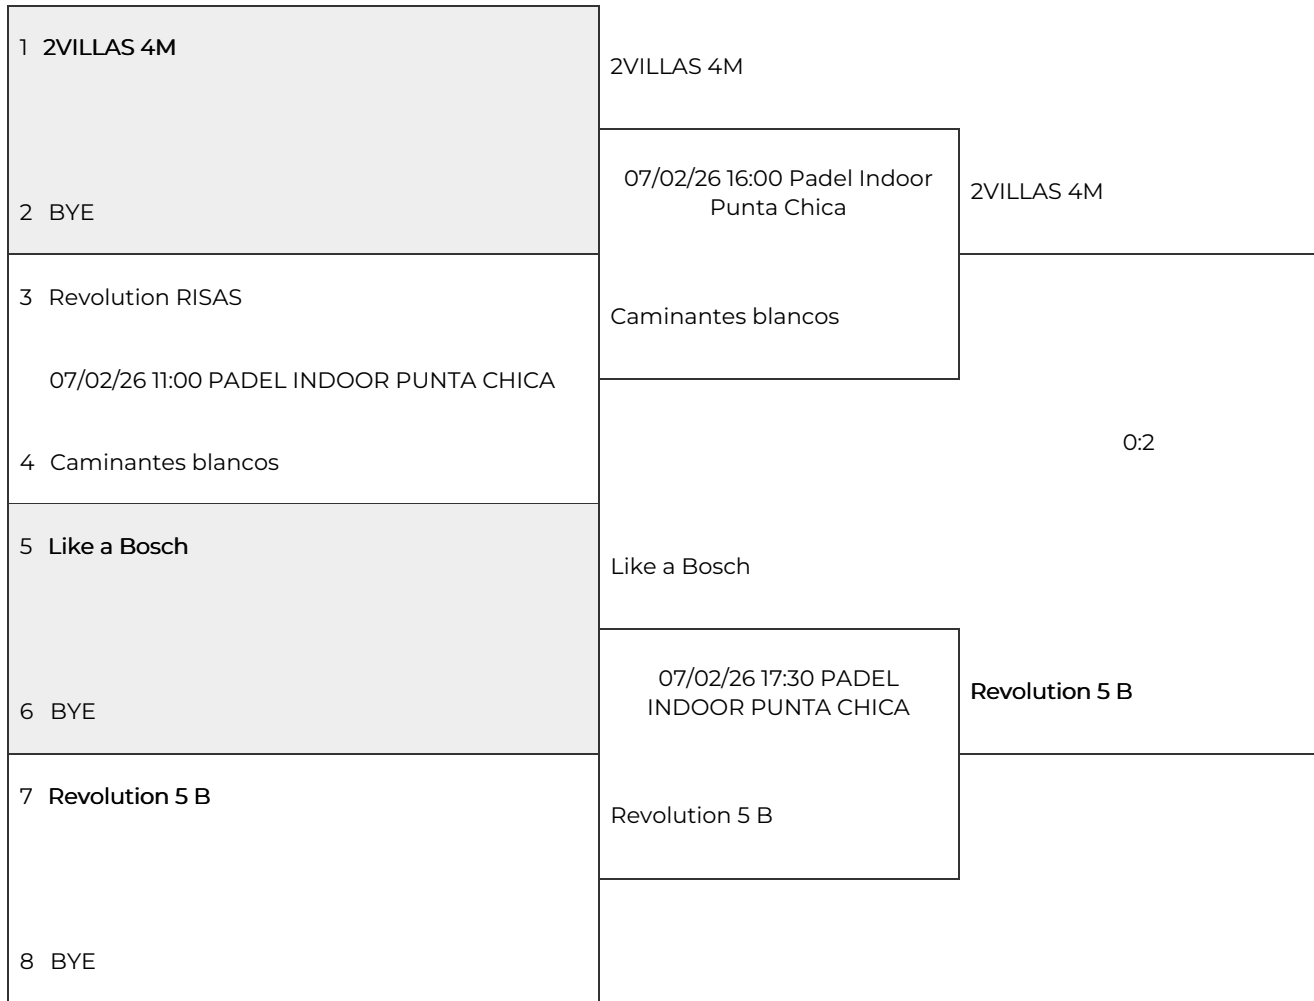 1 2VILLAS 4M
2VILLAS 4M
07/02/26 16:00 Padel Indoor
Punta Chica
2VILLAS 4M
2 BYE
3 Revolution RISAS
Caminantes blancos
07/02/26 11:00 PADEL INDOOR PUNTA CHICA
0:2
4 Caminantes blancos
5 Like a Bosch
Like a Bosch
07/02/26 17:30 PADEL
INDOOR PUNTA CHICA
Revolution 5 B
6 BYE
7 Revolution 5 B
Revolution 5 B
8 BYE